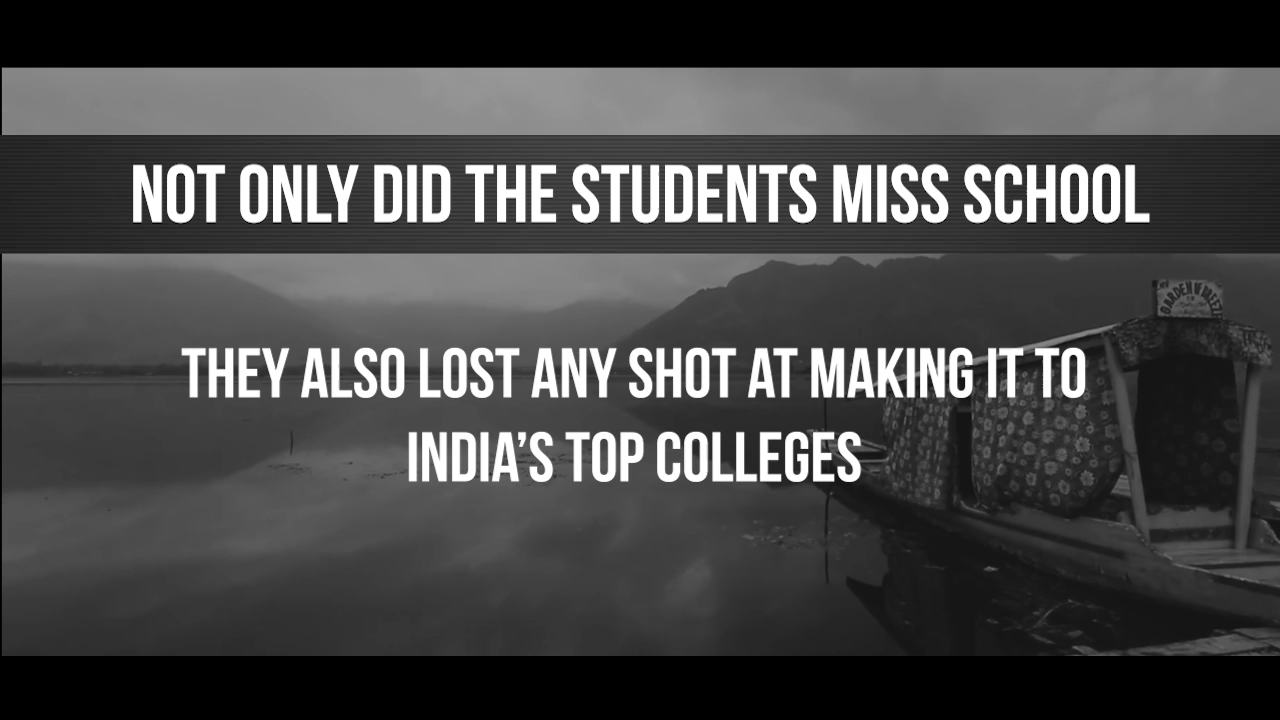 NOT ONLY DID THE STUDENTS MISS SCHOOL
THEY ALSO LOST ANY SHOT AT MAKING IT TO
INDIA’S TOP COLLEGES
GARDEN